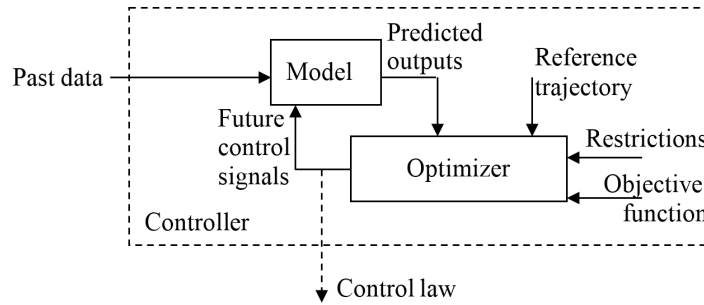 Past data
Model
Predicted
outputs
Reference
trajectory
Future
control
signals
Optimizer
Restrictions
Objective
function
Controller
Control law